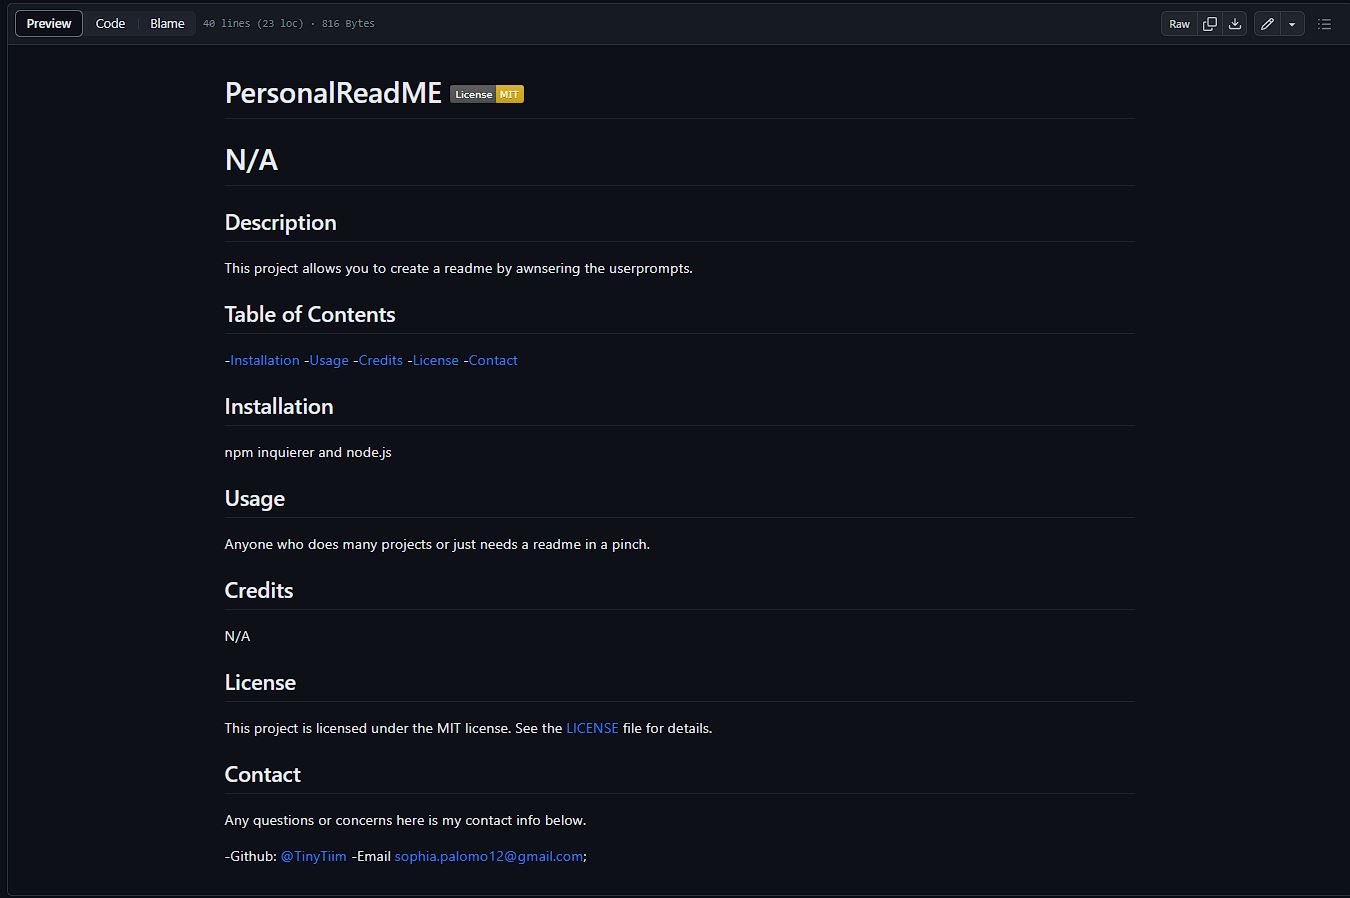 Preview Code Blame 40 lines (23 loc) · 816 Bytes Raw
PersonalReadME License MIT
N/A
Description
This project allows you to create a readme by awnsering the userprompts.
Table of Contents
-Installation -Usage -Credits -License -Contact
Installation
npm inquierer and node.js
Usage
Anyone who does many projects or just needs a readme in a pinch.
Credits
N/A
License
This project is licensed under the MIT license. See the LICENSE file for details.
Contact
Any questions or concerns here is my contact info below.
-Github: @TinyTiim -Email sophia.palomo12@gmail.com;